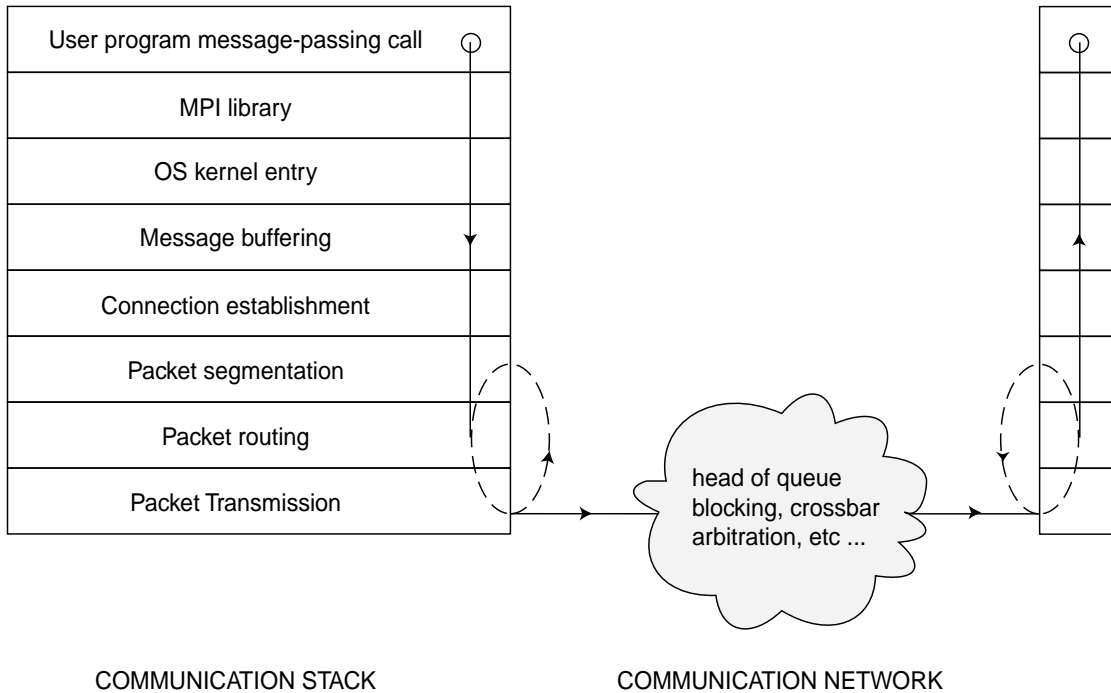 User program message-passing call
MPI library
OS kernel entry
Message buffering
Connection establishment
Packet segmentation
Packet routing
Packet Transmission
head of queue
blocking, crossbar
arbitration, etc ...
COMMUNICATION STACK
COMMUNICATION NETWORK